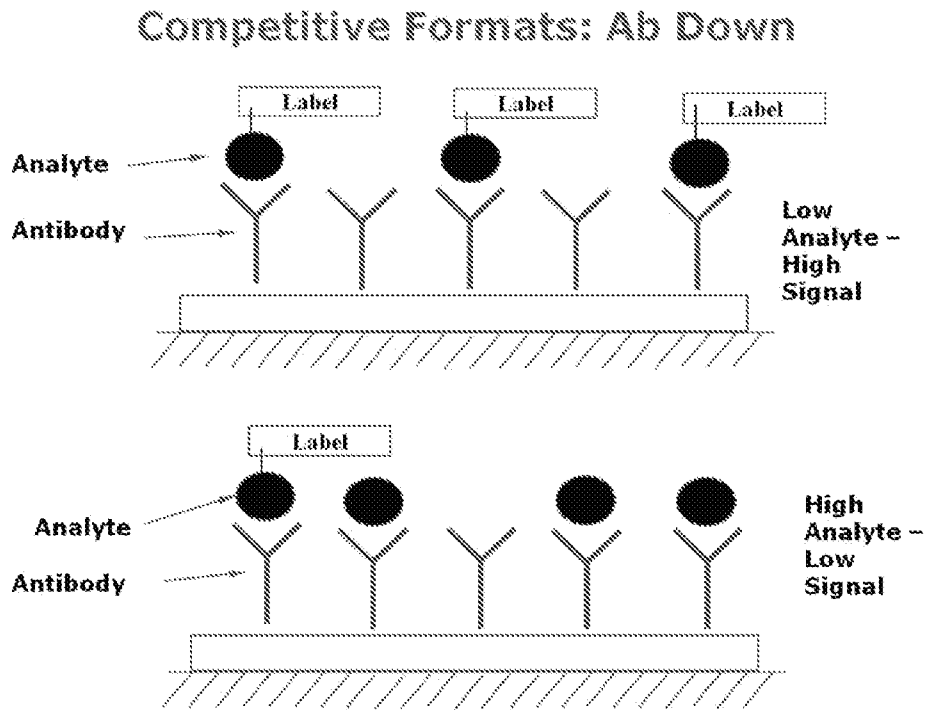 Competitive Formats: Ab Down
Label
Label
Label
Analyte
Antibody
Low
Analyte –
High
Signal
Label
Analyte
Antibody
High
Analyte –
Low
Signal